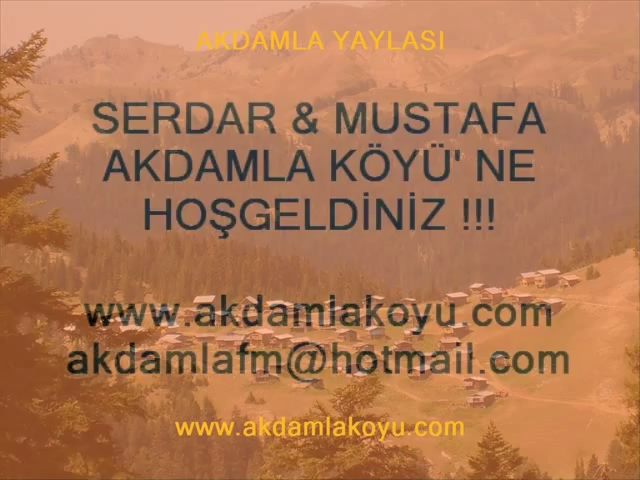 AKDAMLA YAYLASI
SERDAR & MUSTAFA
AKDAMLA KÖYÜ' NE
HOŞGELDİNİZ !!!
www.akdamlakoyu.com
akdamlafm@hotmail.com
www.akdamlakoyu.com